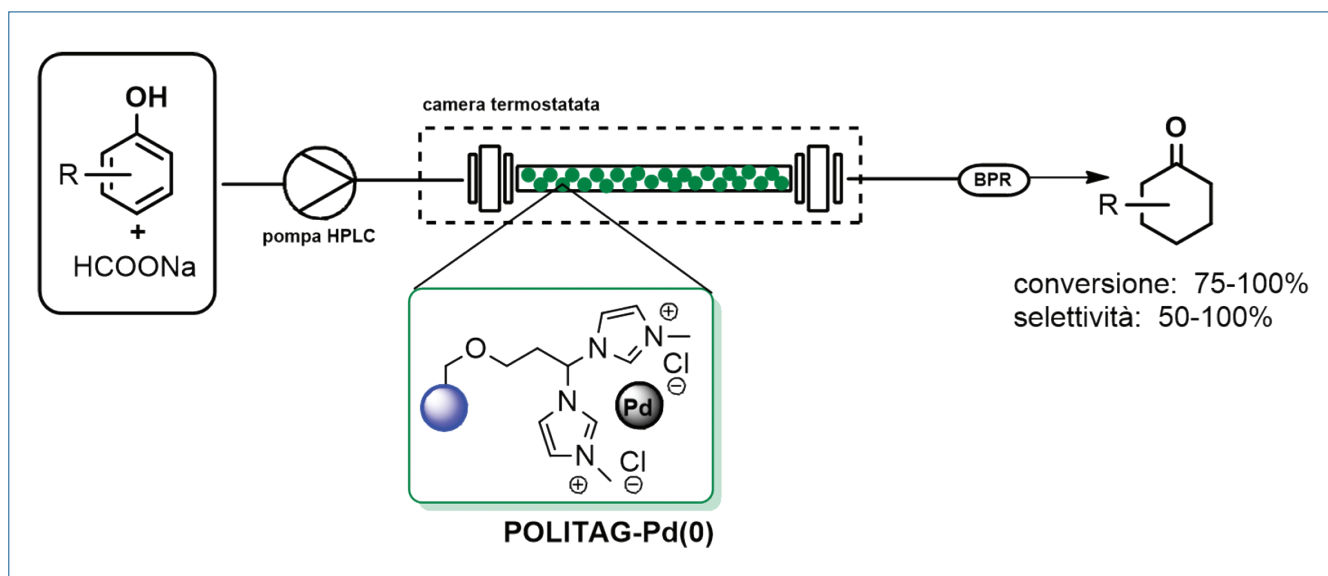 OH
R
+
HCOONa
pompa HPLC
camera termostatata
BPR
O
R
conversione: 75-100%
selettività: 50-100%
O
N
N
⊕
Cl
⊖
Pd
N
N
⊕
Cl
⊖
POLITAG-Pd(0)